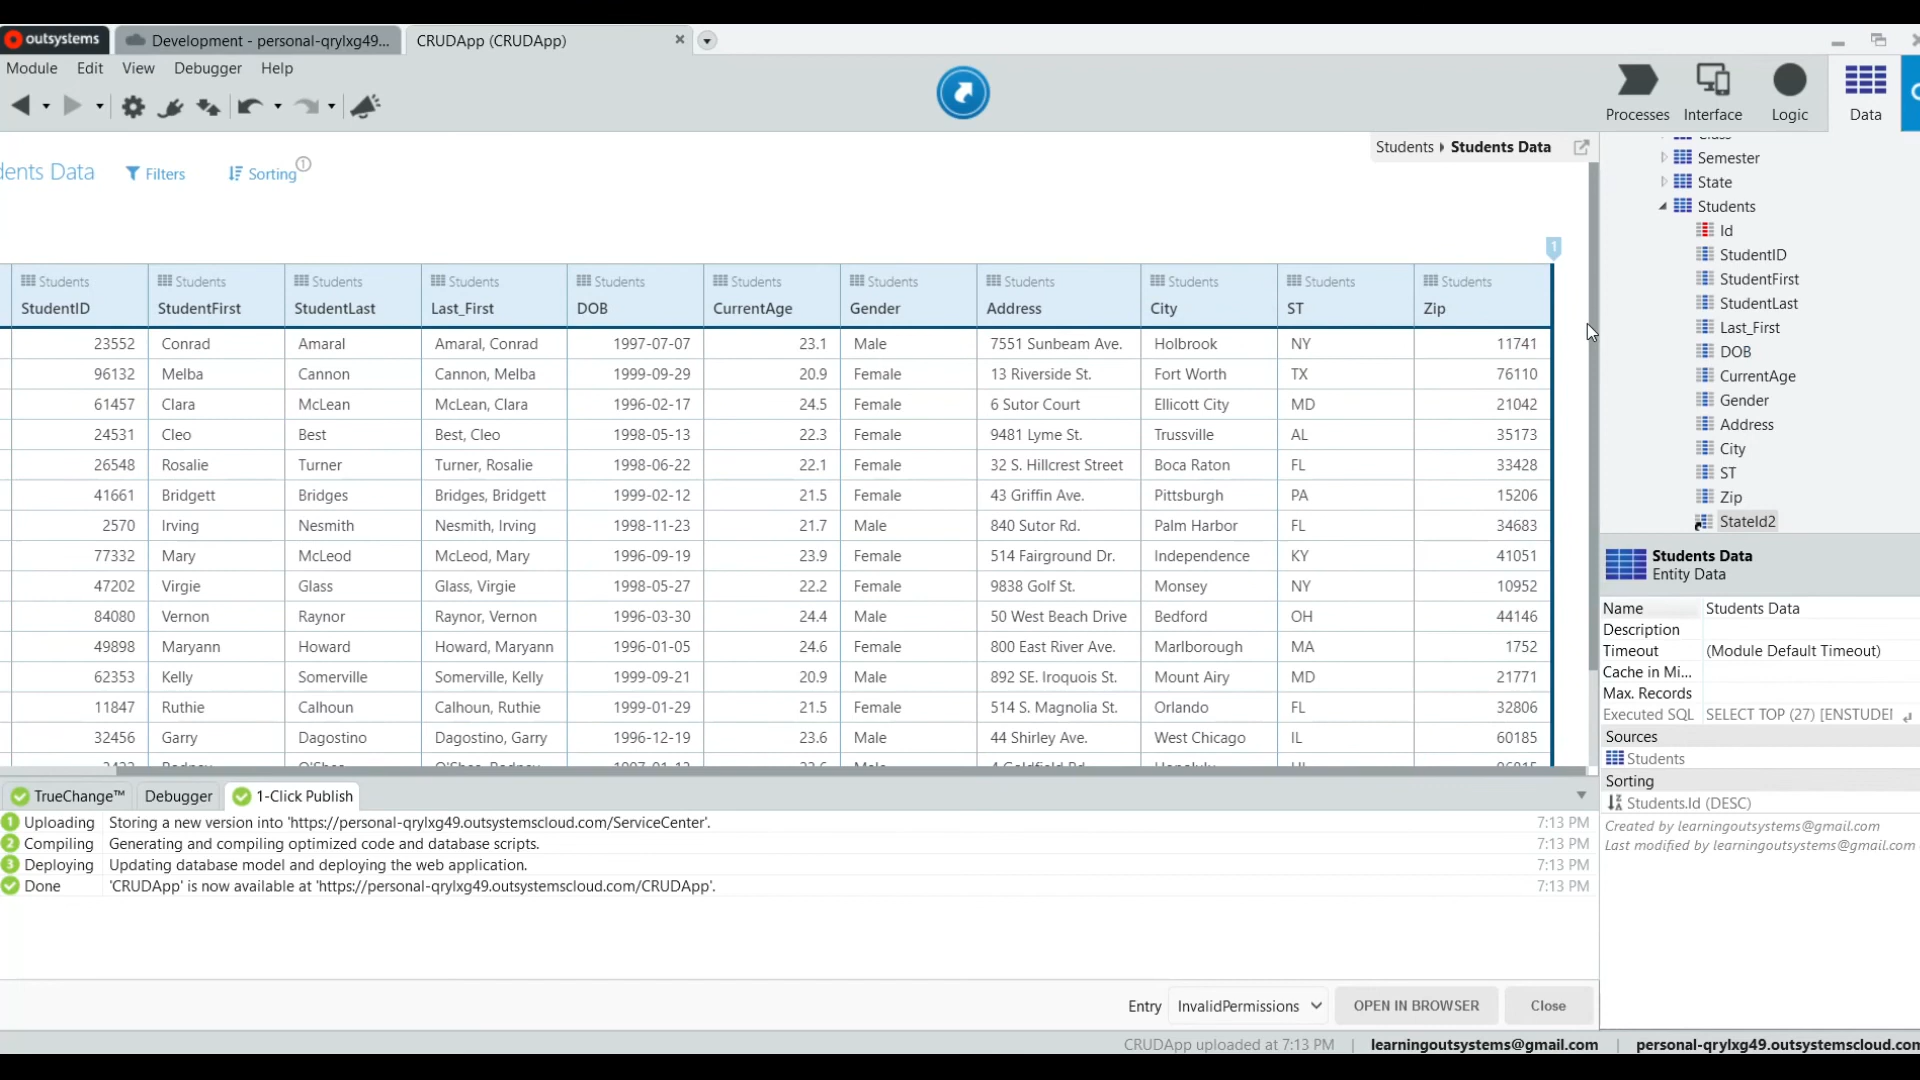 outsystems
Development - personal-qrylxg49...
CRUDApp (CRUDApp)
Module Edit View Debugger Help
Processes Interface Logic Data
dents Data Filters Sorting 1
Students Students Data
1
Students Students Students Students Students Students Students Students Students Students Students
StudentID StudentFirst StudentLast Last_First DOB CurrentAge Gender Address City ST Zip
23552 Conrad Amaral Amaral, Conrad 1997-07-07 23.1 Male 7551 Sunbeam Ave. Holbrook NY 11741
96132 Melba Cannon Cannon, Melba 1999-09-29 20.9 Female 13 Riverside St. Fort Worth TX 76110
61457 Clara McLean McLean, Clara 1996-02-17 24.5 Female 6 Sutor Court Ellicott City MD 21042
24531 Cleo Best Best, Cleo 1998-05-13 22.3 Female 9481 Lyme St. Trussville AL 35173
26548 Rosalie Turner Turner, Rosalie 1998-06-22 22.1 Female 32 S. Hillcrest Street Boca Raton FL 33428
41661 Bridgett Bridges Bridges, Bridgett 1999-02-12 21.5 Female 43 Griffin Ave. Pittsburgh PA 15206
2570 Irving Nesmith Nesmith, Irving 1998-11-23 21.7 Male 840 Sutor Rd. Palm Harbor FL 34683
77332 Mary McLeod McLeod, Mary 1996-09-19 23.9 Female 514 Fairground Dr. Independence KY 41051
47202 Virgie Glass Glass, Virgie 1998-05-27 22.2 Female 9838 Golf St. Monsey NY 10952
84080 Vernon Raynor Raynor, Vernon 1996-03-30 24.4 Male 50 West Beach Drive Bedford OH 44146
49898 Maryann Howard Howard, Maryann 1996-01-05 24.6 Female 800 East River Ave. Marlborough MA 1752
62353 Kelly Somerville Somerville, Kelly 1999-09-21 20.9 Male 892 SE. Iroquois St. Mount Airy MD 21771
11847 Ruthie Calhoun Calhoun, Ruthie 1999-01-29 21.5 Female 514 S. Magnolia St. Orlando FL 32806
32456 Garry Dagostino Dagostino, Garry 1996-12-19 23.6 Male 44 Shirley Ave. West Chicago IL 60185
Semester
State
Students
Id
StudentID
StudentFirst
StudentLast
Last_First
DOB
CurrentAge
Gender
Address
City
ST
Zip
StateId2
Students Data
Entity Data
Name Students Data
Description
Timeout (Module Default Timeout)
Cache in Mi...
Max. Records
Executed SQL SELECT TOP (27) [ENSTUDEI
Sources
Students
Sorting
Students.Id (DESC)
Created by learningoutsystems@gmail.com
Last modified by learningoutsystems@gmail.com
TrueChange™ Debugger 1-Click Publish
1 Uploading Storing a new version into 'https://personal-qrylxg49.outsystemscloud.com/ServiceCenter'. 7:13 PM
2 Compiling Generating and compiling optimized code and database scripts. 7:13 PM
3 Deploying Updating database model and deploying the web application. 7:13 PM
Done 'CRUDApp' is now available at 'https://personal-qrylxg49.outsystemscloud.com/CRUDApp'. 7:13 PM
Entry InvalidPermissions OPEN IN BROWSER Close
CRUDApp uploaded at 7:13 PM | learningoutsystems@gmail.com | personal-qrylxg49.outsystemscloud.com